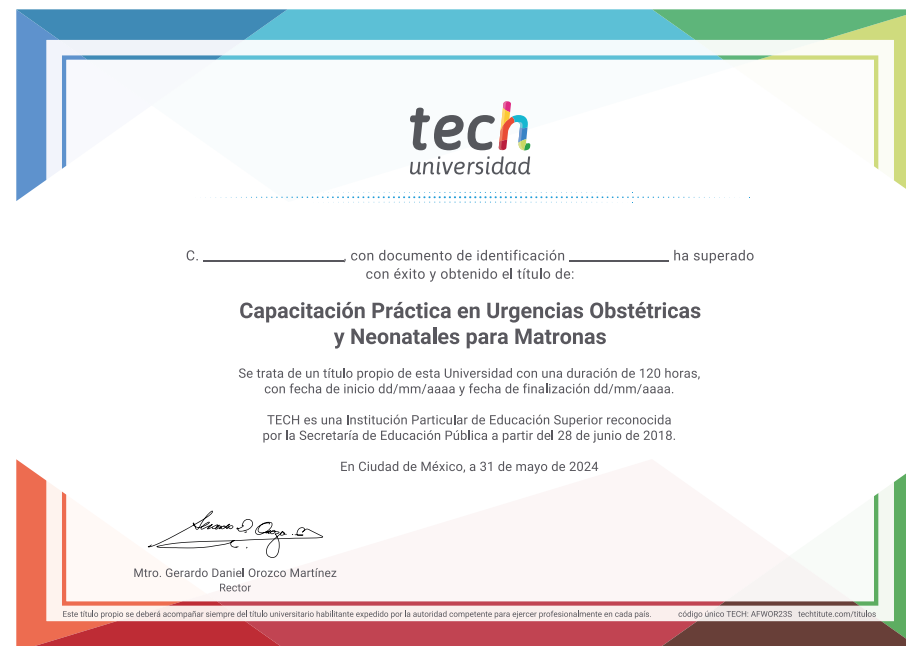 tech
universidad
C. ____________________, con documento de identificación ______________ ha superado
con éxito y obtenido el título de:
Capacitación Práctica en Urgencias Obstétricas
y Neonatales para Matronas
Se trata de un título propio de esta Universidad con una duración de 120 horas,
con fecha de inicio dd/mm/aaaa y fecha de finalización dd/mm/aaaa.
TECH es una Institución Particular de Educación Superior reconocida
por la Secretaría de Educación Pública a partir del 28 de junio de 2018.
En Ciudad de México, a 31 de mayo de 2024
Mtro. Gerardo Daniel Orozco Martínez
Rector
Este título propio se deberá acompañar siempre del título universitario habilitante expedido por la autoridad competente para ejercer profesionalmente en cada país. código único TECH: AFWOR23S techtitute.com/titulos